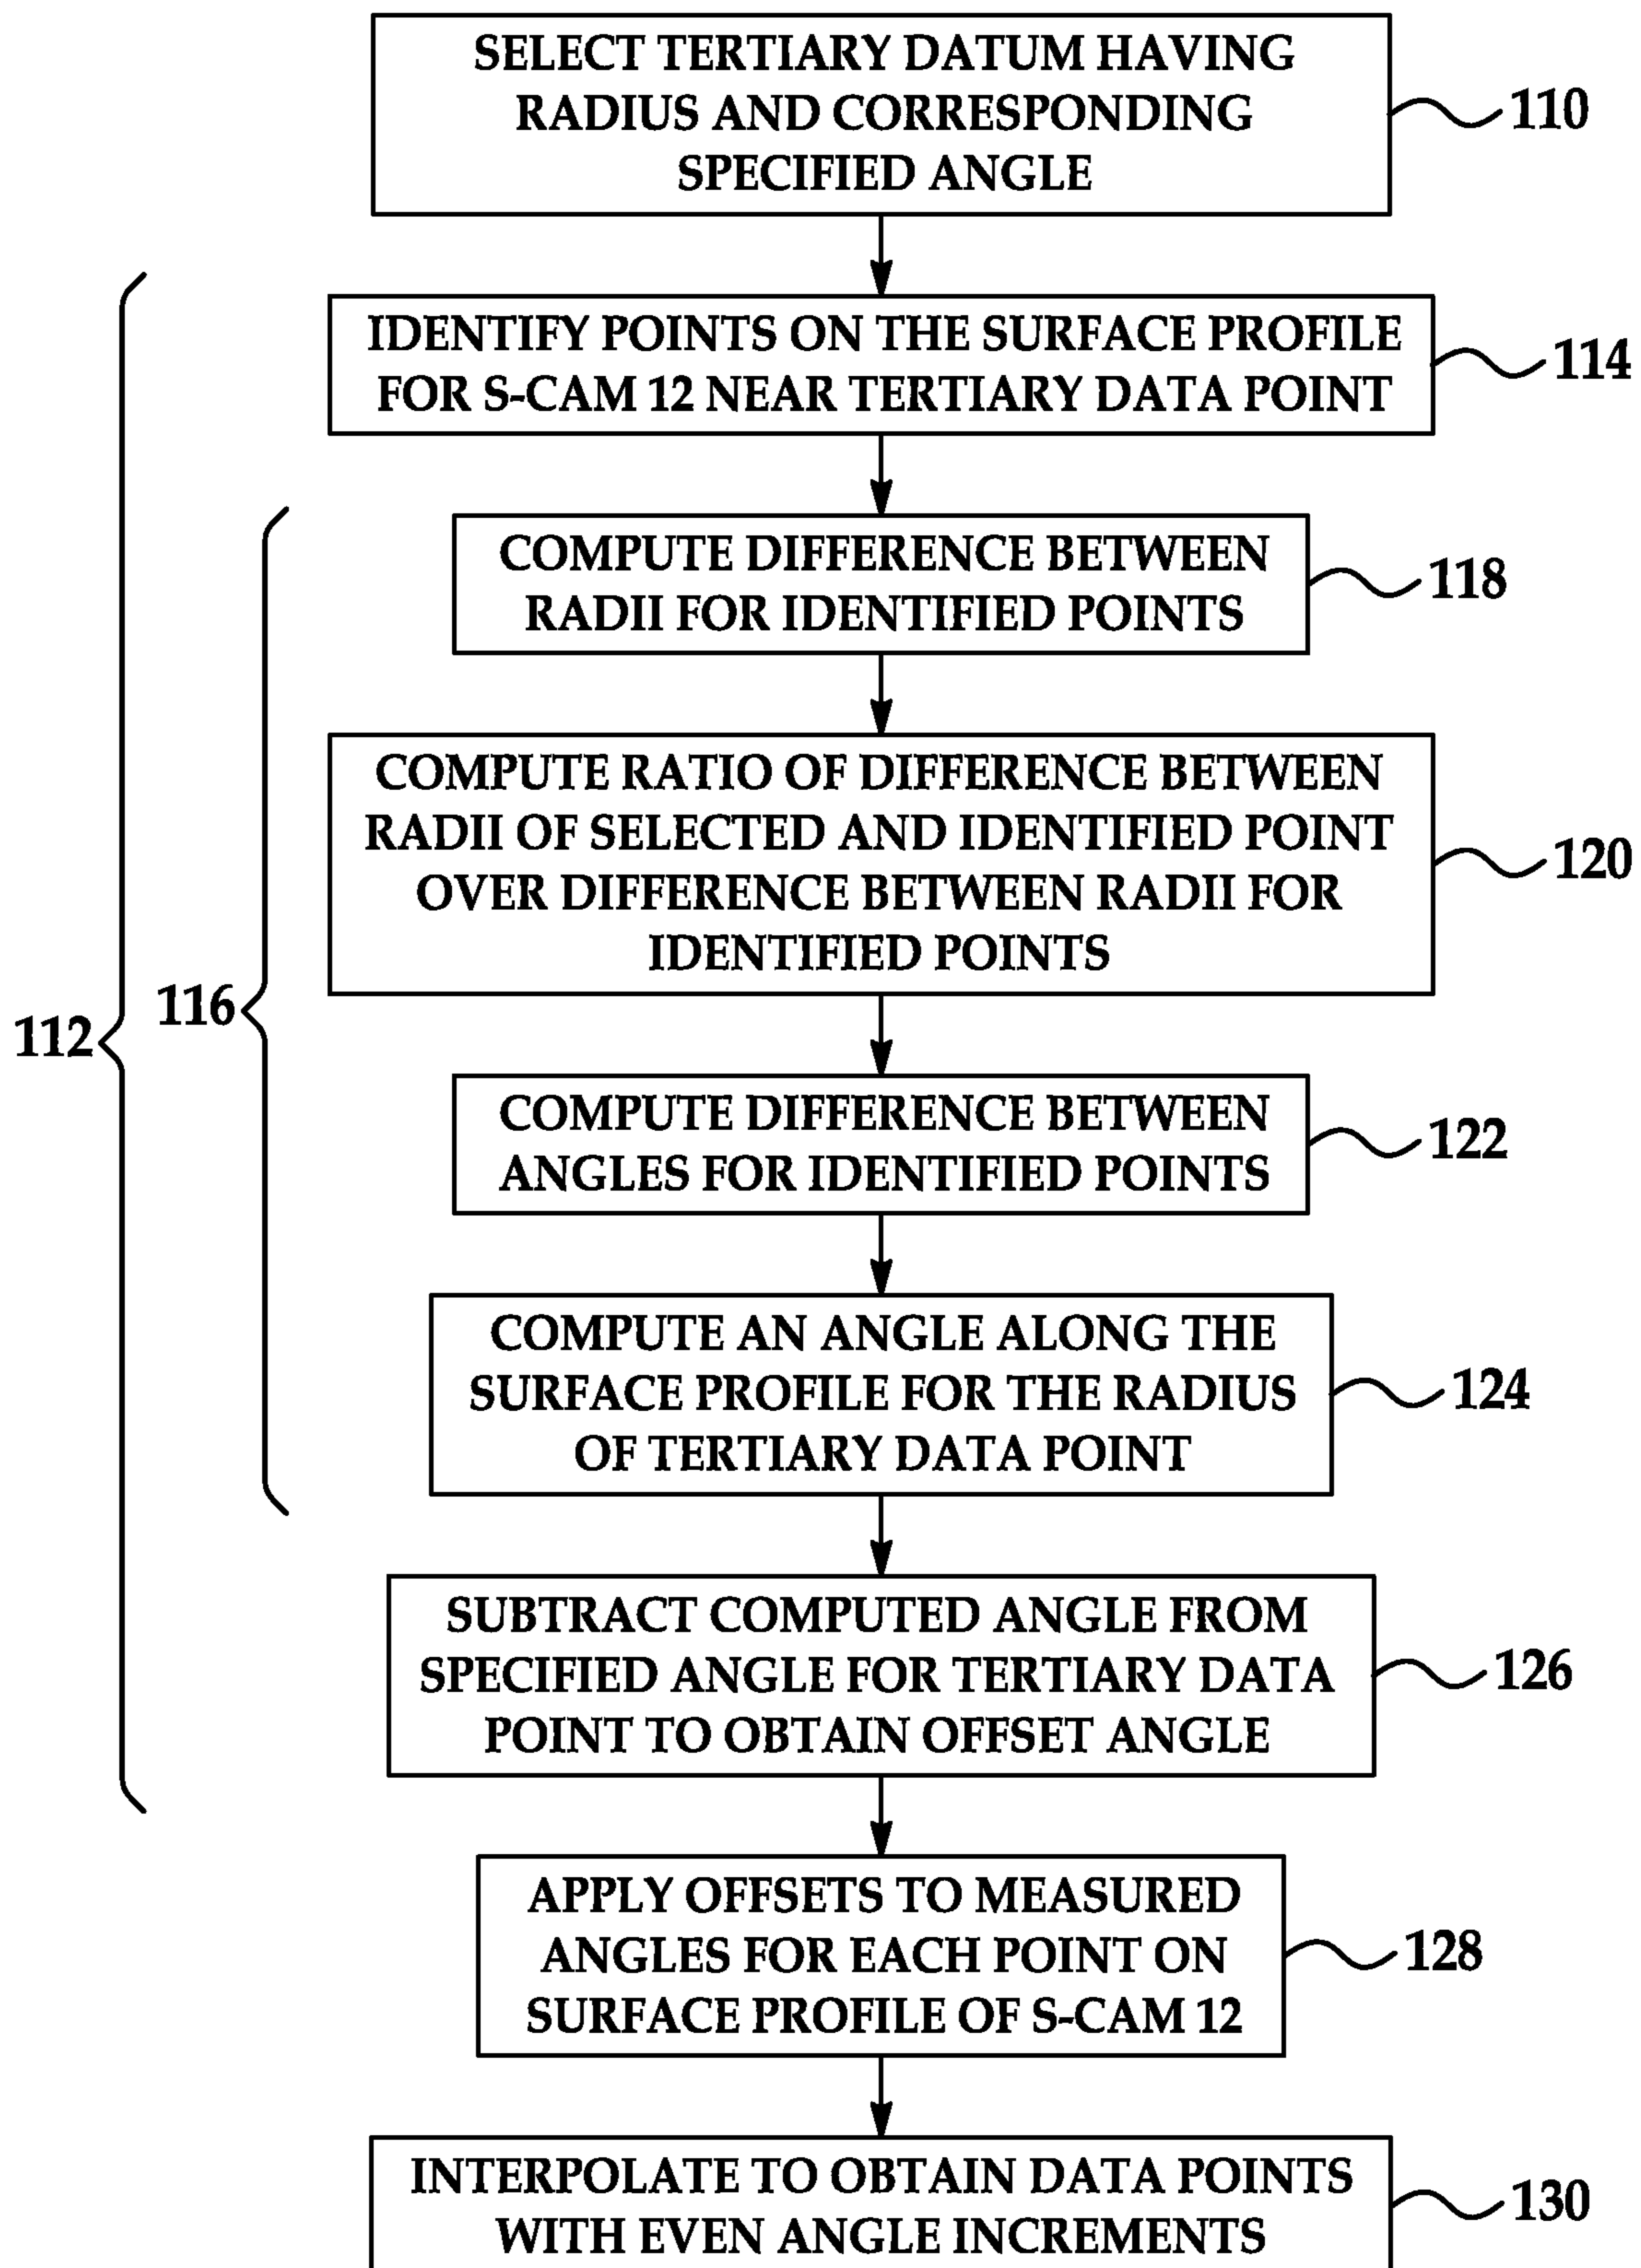 SELECT TERTIARY DATUM HAVING
RADIUS AND CORRESPONDING
SPECIFIED ANGLE
110
IDENTIFY POINTS ON THE SURFACE PROFILE
FOR S-CAM 12 NEAR TERTIARY DATA POINT
114
COMPUTE DIFFERENCE BETWEEN
RADII FOR IDENTIFIED POINTS
118
COMPUTE RATIO OF DIFFERENCE BETWEEN
RADII OF SELECTED AND IDENTIFIED POINT
OVER DIFFERENCE BETWEEN RADII FOR
IDENTIFIED POINTS
120
116
112
COMPUTE DIFFERENCE BETWEEN
ANGLES FOR IDENTIFIED POINTS
122
COMPUTE AN ANGLE ALONG THE
SURFACE PROFILE FOR THE RADIUS
OF TERTIARY DATA POINT
124
SUBTRACT COMPUTED ANGLE FROM
SPECIFIED ANGLE FOR TERTIARY DATA
POINT TO OBTAIN OFFSET ANGLE
126
APPLY OFFSETS TO MEASURED
ANGLES FOR EACH POINT ON
SURFACE PROFILE OF S-CAM 12
128
INTERPOLATE TO OBTAIN DATA POINTS
WITH EVEN ANGLE INCREMENTS
130